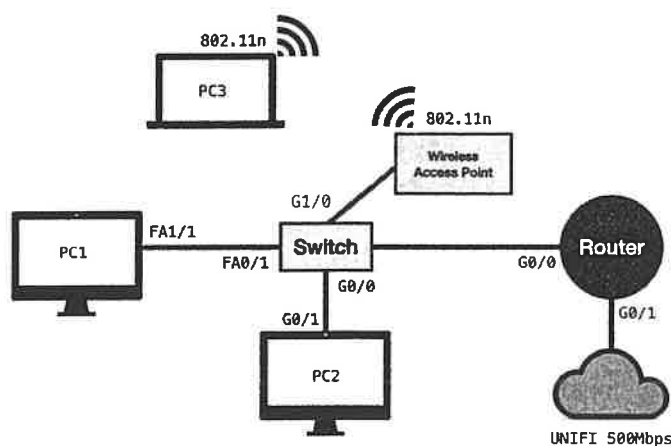 802.11n
PC3
802.11n
Wireless
Access Point
G1/0
PC1
FA1/1
FA0/1
Switch
G0/0
Router
G0/0
G0/1
G0/1
PC2
UNIFI 500Mbps